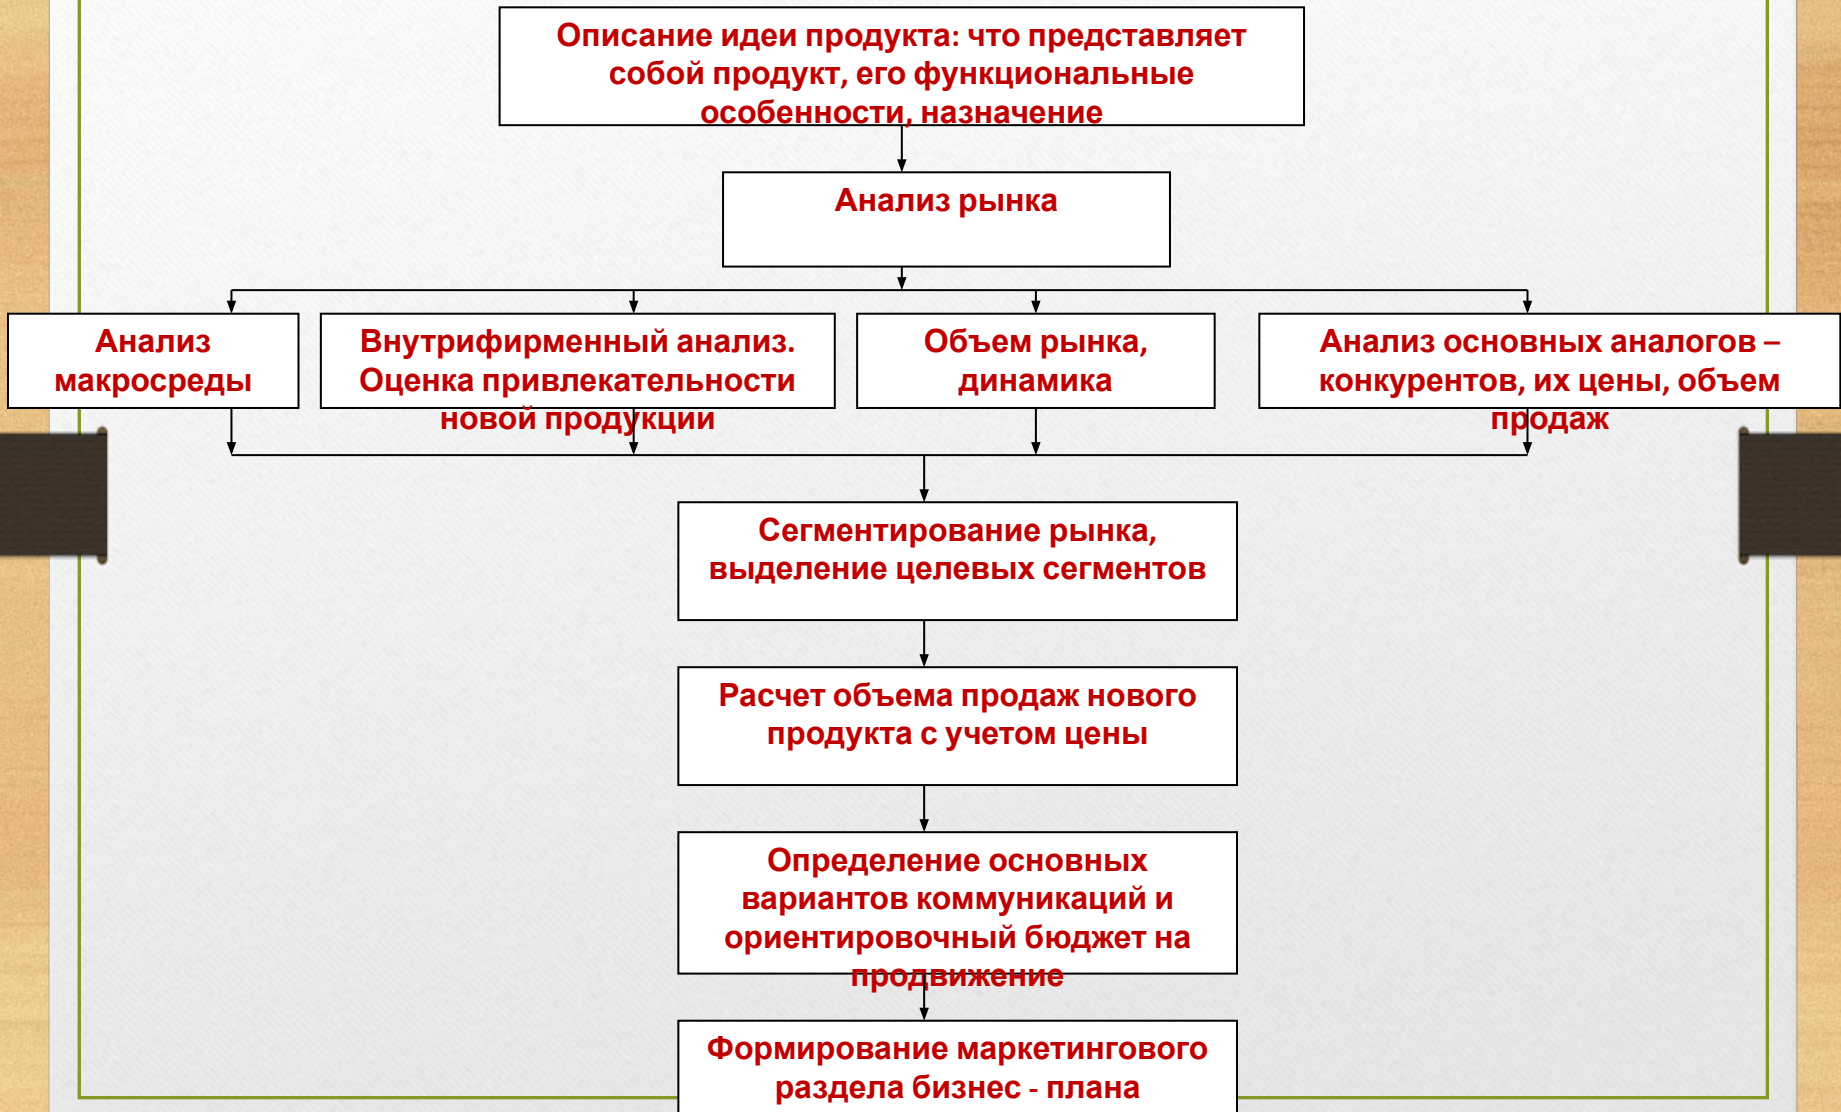 Описание идеи продукта: что представляет
собой продукт, его функциональные
особенности, назначение
Анализ рынка
Анализ
макросреды
Внутрифирменный анализ.
Оценка привлекательности
новой продукции
Объем рынка,
динамика
Анализ основных аналогов –
конкурентов, их цены, объем
продаж
Сегментирование рынка,
выделение целевых сегментов
Расчет объема продаж нового
продукта с учетом цены
Определение основных
вариантов коммуникаций и
ориентировочный бюджет на
продвижение
Формирование маркетингового
раздела бизнес - плана